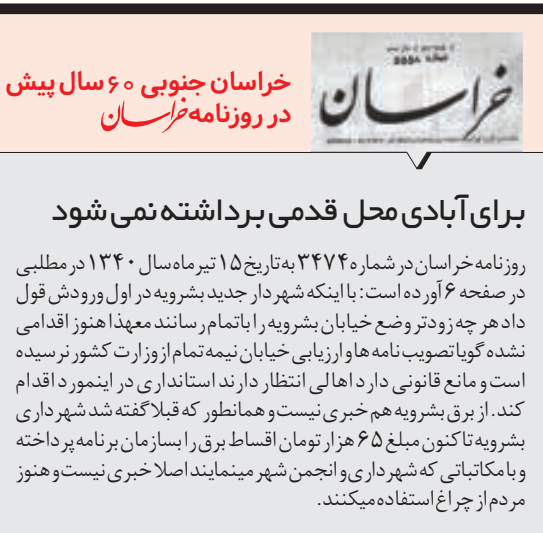 خراسان جنوبی ۶۰ سال پیش
در روزنامه خراسان
خراسان
برای آبادی محل قدمی برداشته نمی شود
روزنامه خراسان در شماره ۳۴۷۴ به تاریخ ۱۵ تیرماه سال ۱۳۴۰ در مطلبی
در صفحه ۶ آورده است: با اینکه شهردار جدید بشرویه در اول ورودش قول
داد هر چه زودتر وضع خیابان بشرویه را باتمام رسانند معهذا هنوز اقدامی
نشده گویا تصویب نامه ها و ارزیابی خیابان نیمه تمام از وزارت کشور نرسیده
است و مانع قانونی دارد اهالی انتظار دارند استانداری در اینمورد اقدام
کند. از برق بشرویه هم خبری نیست و همانطور که قبلا گفته شد شهرداری
بشرویه تاکنون مبلغ ۶۵ هزار تومان اقساط برق را بسازمان برنامه پرداخته
و با مکاتباتی که شهرداری و انجمن شهر مینمایند اصلا خبری نیست و هنوز
مردم از چراغ استفاده میکنند.